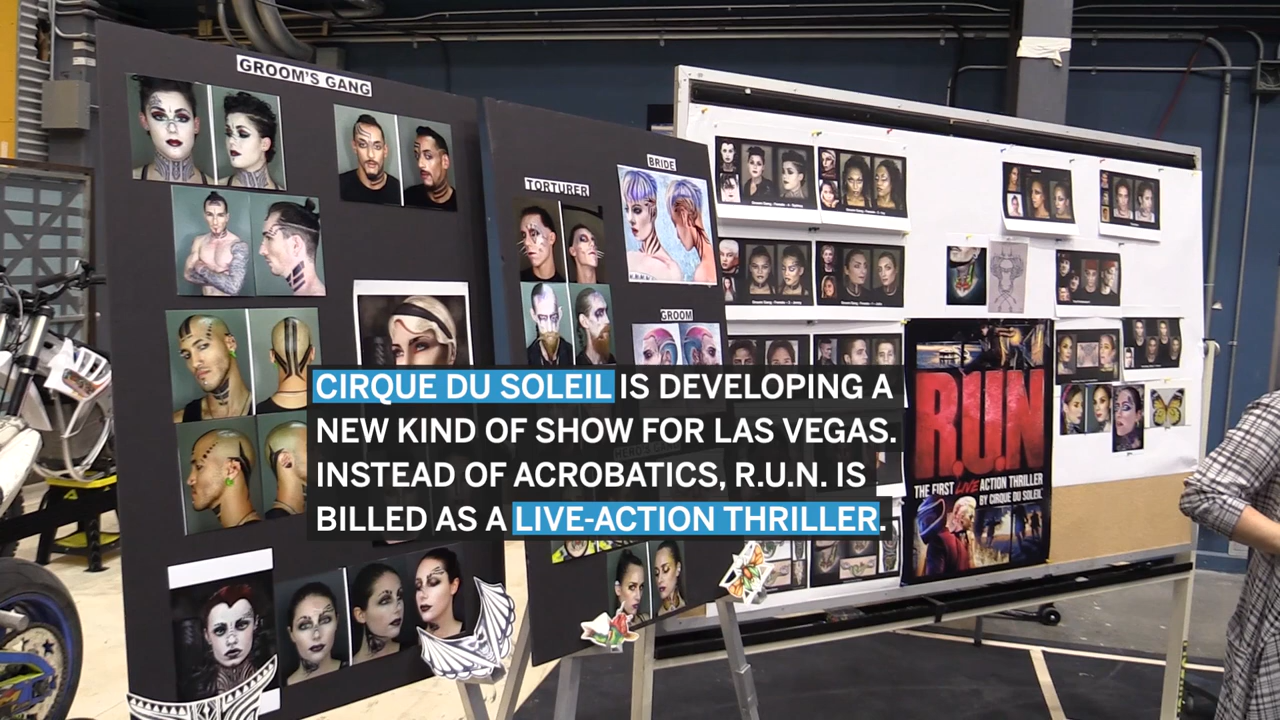 GROOM'S GANG
TORTURER
BRIDE
GROOM
CIRQUE DU SOLEIL IS DEVELOPING A
NEW KIND OF SHOW FOR LAS VEGAS.
INSTEAD OF ACROBATICS, R.U.N. IS
BILLED AS A LIVE-ACTION THRILLER.
R.U.N
THE FIRST LIVE ACTION THRILLER
BY CIRQUE DU SOLEIL